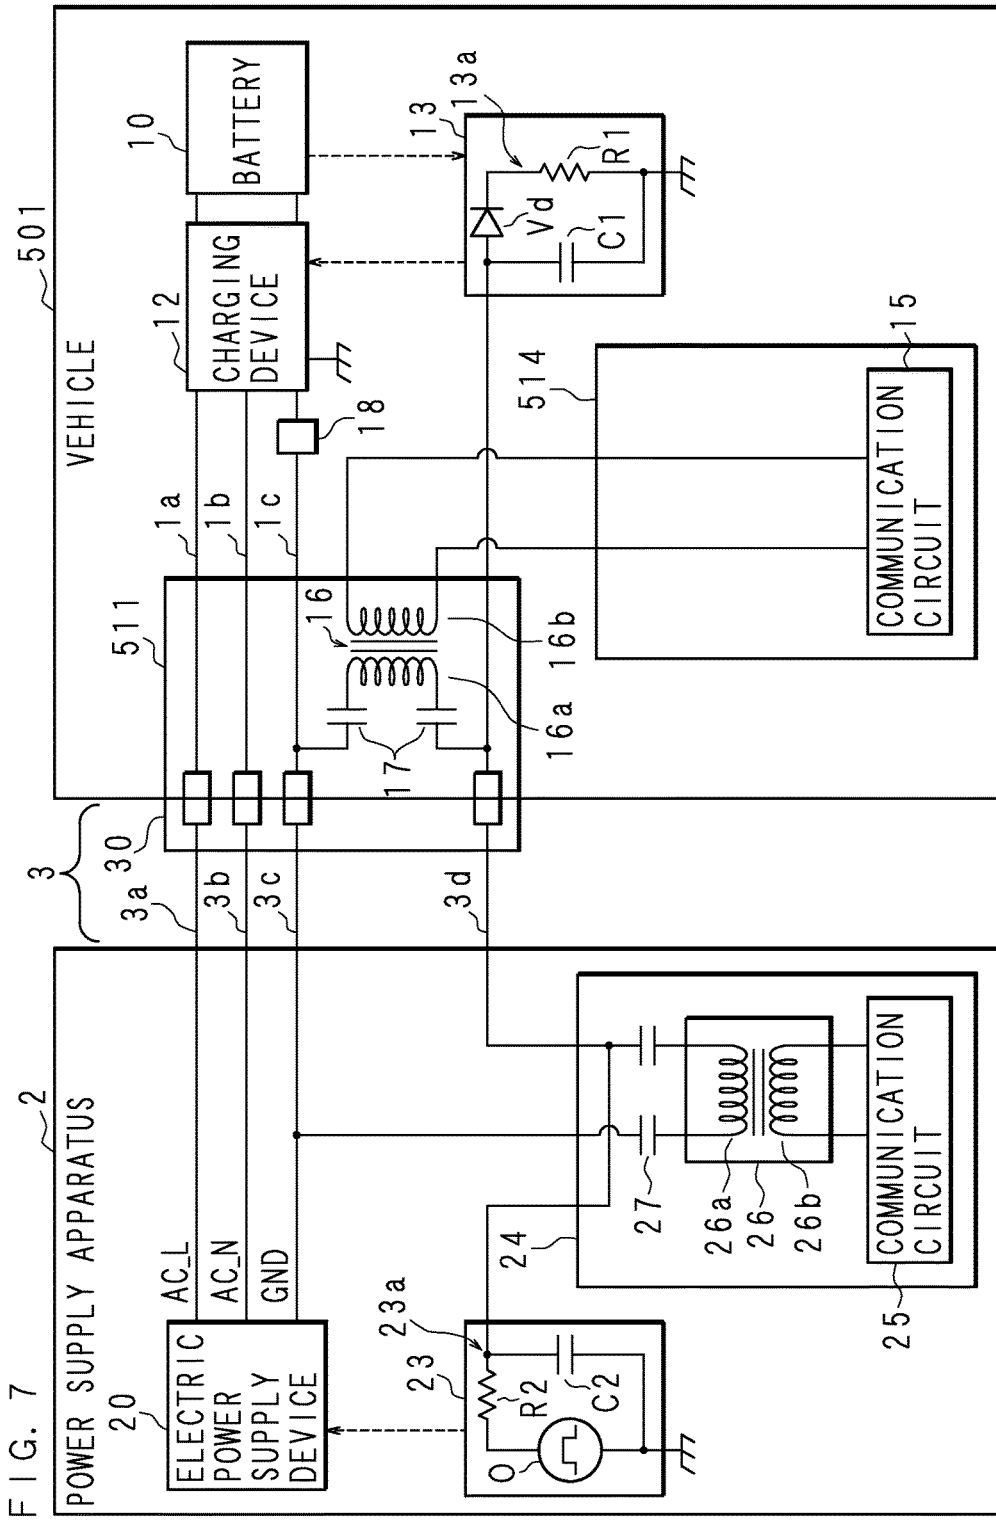 FIG. 7
POWER SUPPLY APPARATUS
2
3
VEHICLE
501
20
ELECTRIC
POWER
SUPPLY
DEVICE
AC_L
AC_N
GND
3a
3b
3c
3d
30
511
1a
1b
1c
12
CHARGING
DEVICE
10
BATTERY
18
16
16a
16b
17
13
13a
Vd
R1
C1
23
23a
R2
C2
O
24
27
26a
26
26b
25
COMMUNICATION
CIRCUIT
514
15
COMMUNICATION
CIRCUIT